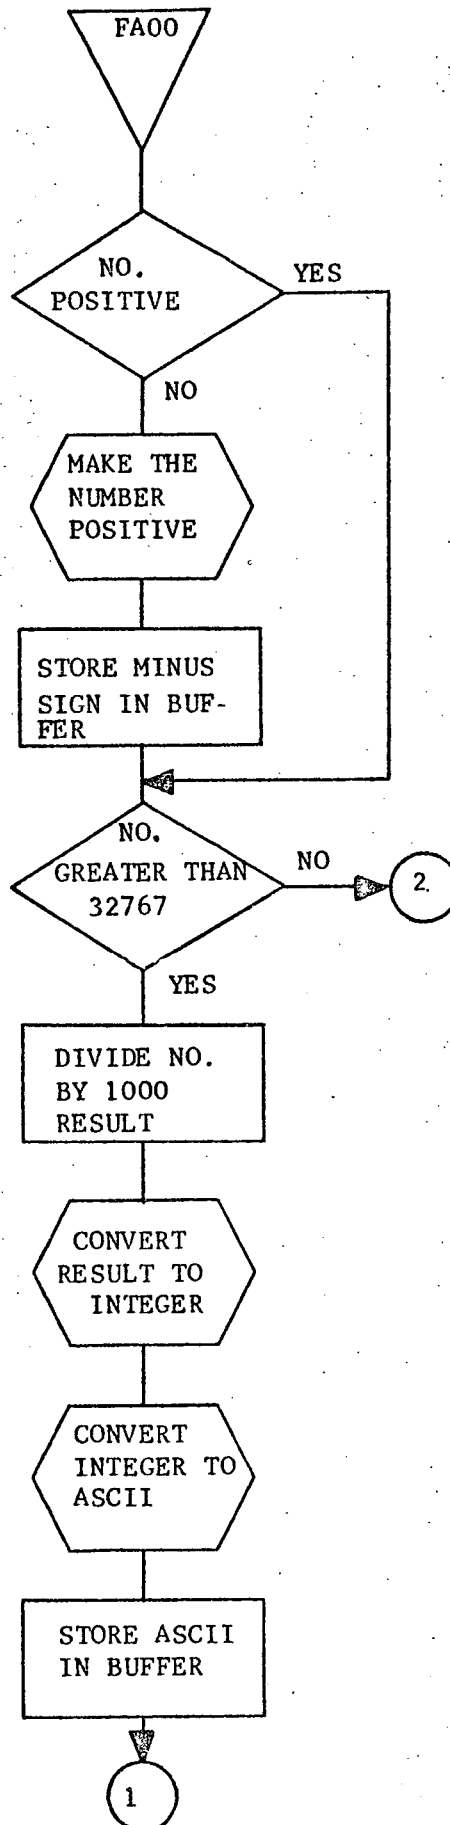 FA00
NO.
POSITIVE
YES
NO
MAKE THE
NUMBER
POSITIVE
STORE MINUS
SIGN IN BUF-
FER
NO.
GREATER THAN
32767
NO
2.
YES
DIVIDE NO.
BY 1000
RESULT
CONVERT
RESULT TO
INTEGER
CONVERT
INTEGER TO
ASCII
STORE ASCII
IN BUFFER
1